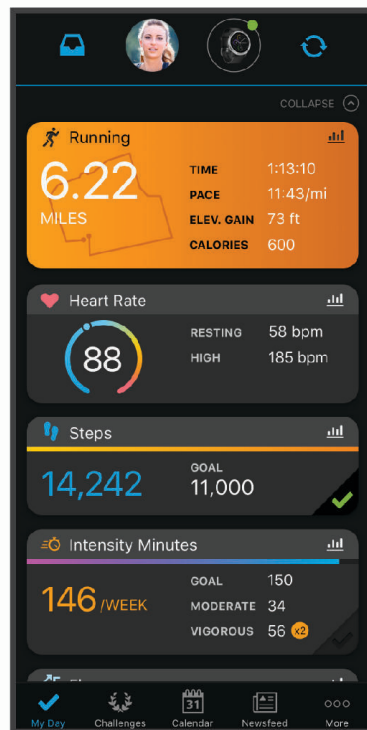 COLLAPSE
Running
6.22
MILES
TIME 1:13:10
PACE 11:43/mi
ELEV. GAIN 73 ft
CALORIES 600
Heart Rate
88
RESTING 58 bpm
HIGH 185 bpm
Steps
14,242
GOAL
11,000
Intensity Minutes
146 /WEEK
GOAL 150
MODERATE 34
VIGOROUS 56 x2
31
My Day Challenges Calendar Newsfeed More